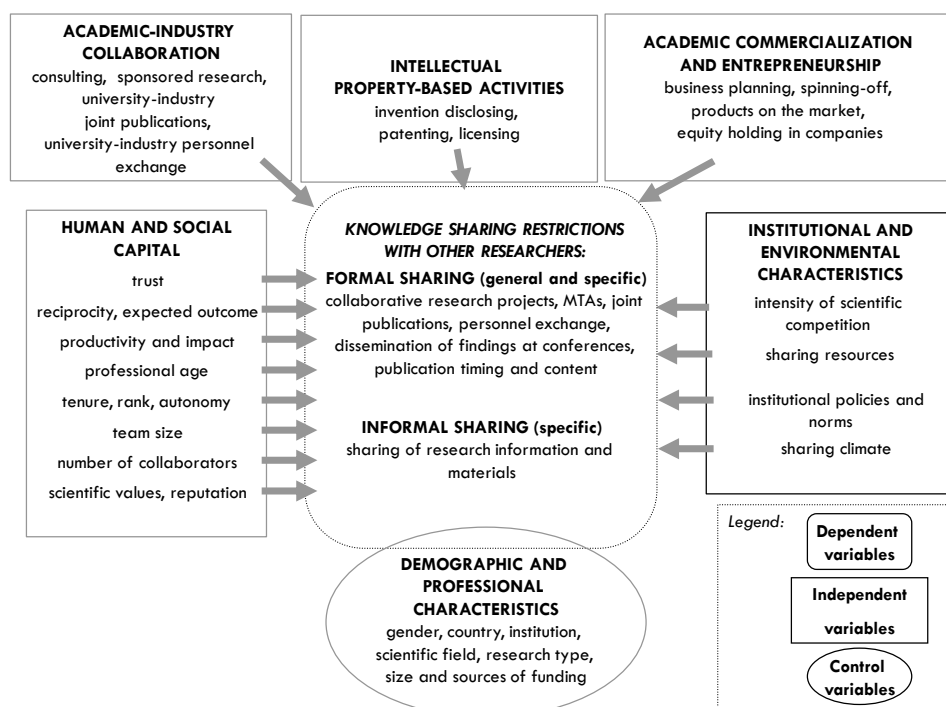 ACADEMIC-INDUSTRY
COLLABORATION
consulting, sponsored research,
university-industry
joint publications,
university-industry personnel
exchange
INTELLECTUAL
PROPERTY-BASED ACTIVITIES
invention disclosing,
patenting, licensing
ACADEMIC COMMERCIALIZATION
AND ENTREPRENEURSHIP
business planning, spinning-off,
products on the market,
equity holding in companies
HUMAN AND SOCIAL
CAPITAL
trust
reciprocity, expected outcome
productivity and impact
professional age
tenure, rank, autonomy
team size
number of collaborators
scientific values, reputation
KNOWLEDGE SHARING RESTRICTIONS
WITH OTHER RESEARCHERS:
FORMAL SHARING (general and specific)
collaborative research projects, MTAs, joint
publications, personnel exchange,
dissemination of findings at conferences,
publication timing and content
INFORMAL SHARING (specific)
sharing of research information and
materials
INSTITUTIONAL AND
ENVIRONMENTAL
CHARACTERISTICS
intensity of scientific
competition
sharing resources
institutional policies and
norms
sharing climate
DEMOGRAPHIC AND
PROFESSIONAL
CHARACTERISTICS
gender, country, institution,
scientific field, research type,
size and sources of funding
Legend:
Dependent
variables
Independent
variables
Control
variables